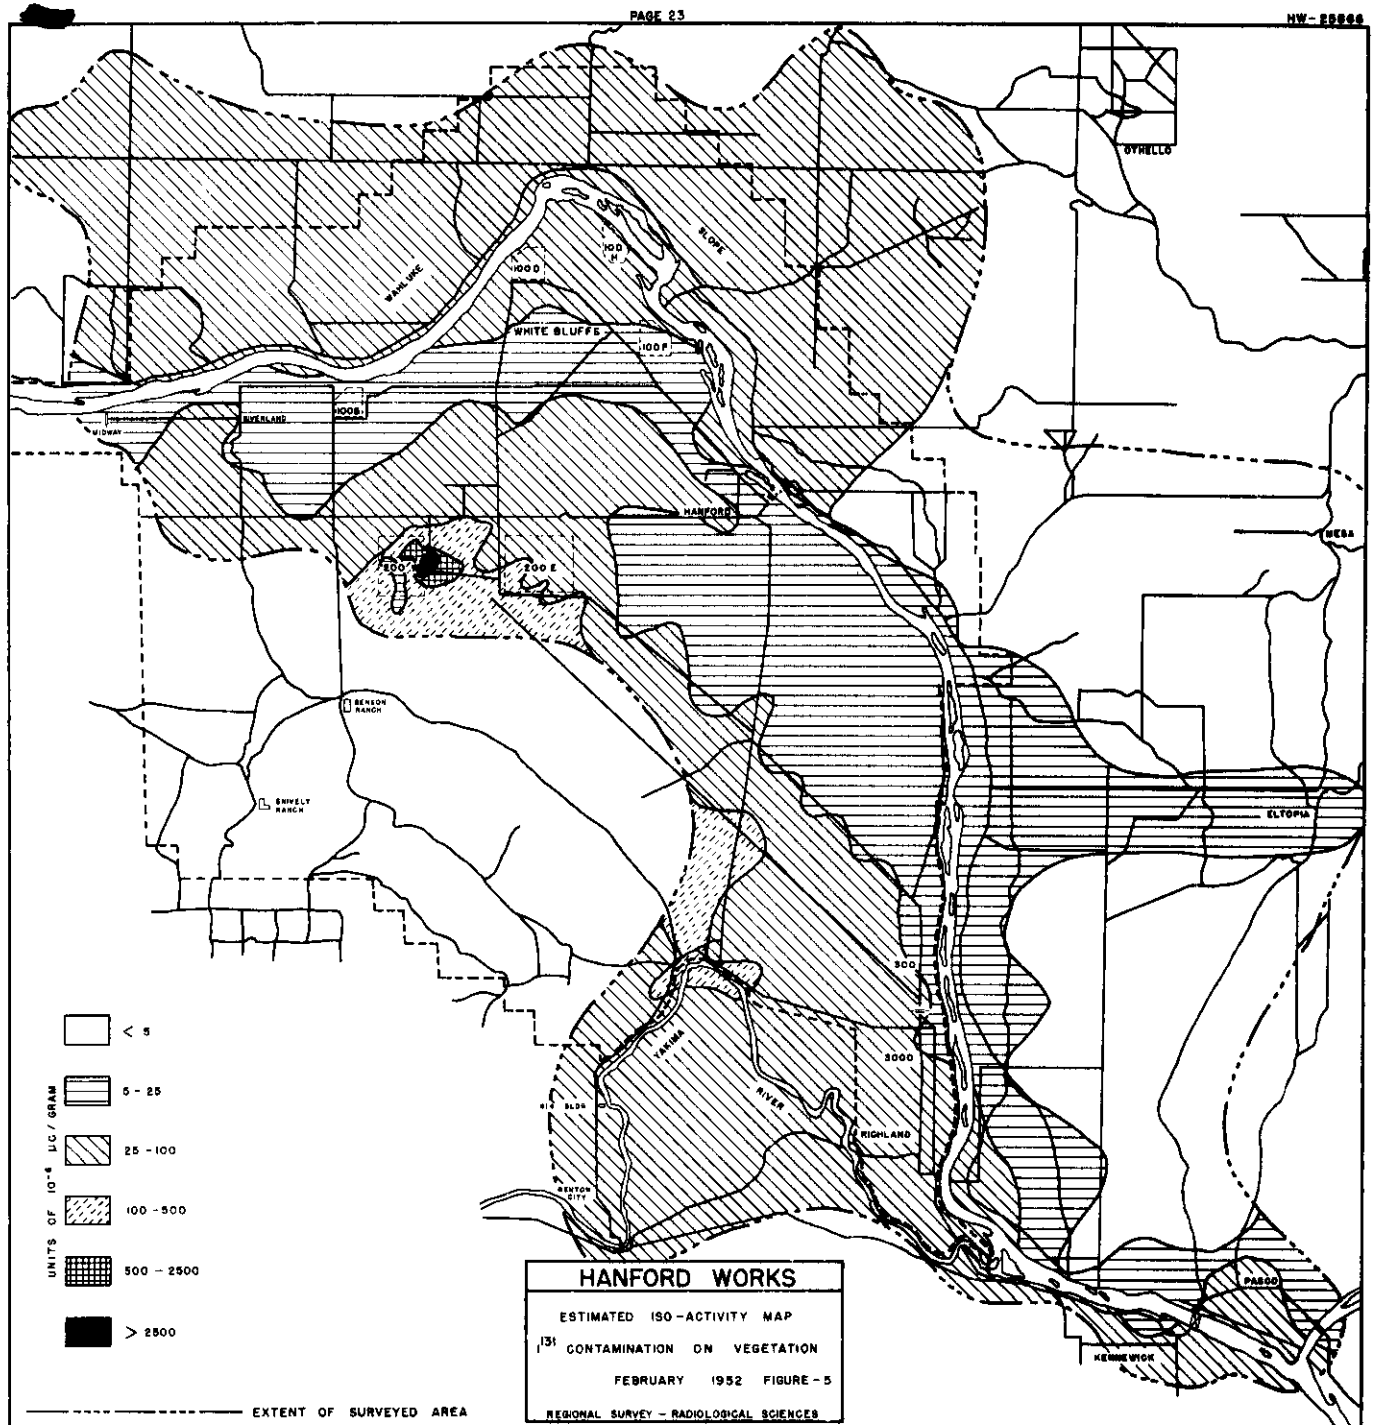 PAGE 23
HW-25866
OTHELLO
WAHLUKE
SLOPE
100 D
100
H
WHITE BLUFFS
100 F
100 B
RIVERLAND
MIDWAY
HANFORD
MESA
200 W
200 E
BENSON
RANCH
SNIVELY
RANCH
ELTOPIA
300
3000
YAKIMA
RIVER
RICHLAND
BLDG
BENTON
CITY
PASCO
KENNEWICK
UNITS OF 10⁻⁶ µC / GRAM
< 5
5 - 25
25 - 100
100 - 500
500 - 2500
> 2500
EXTENT OF SURVEYED AREA
HANFORD WORKS
ESTIMATED ISO-ACTIVITY MAP
I¹³¹ CONTAMINATION ON VEGETATION
FEBRUARY 1952 FIGURE-5
REGIONAL SURVEY - RADIOLOGICAL SCIENCES